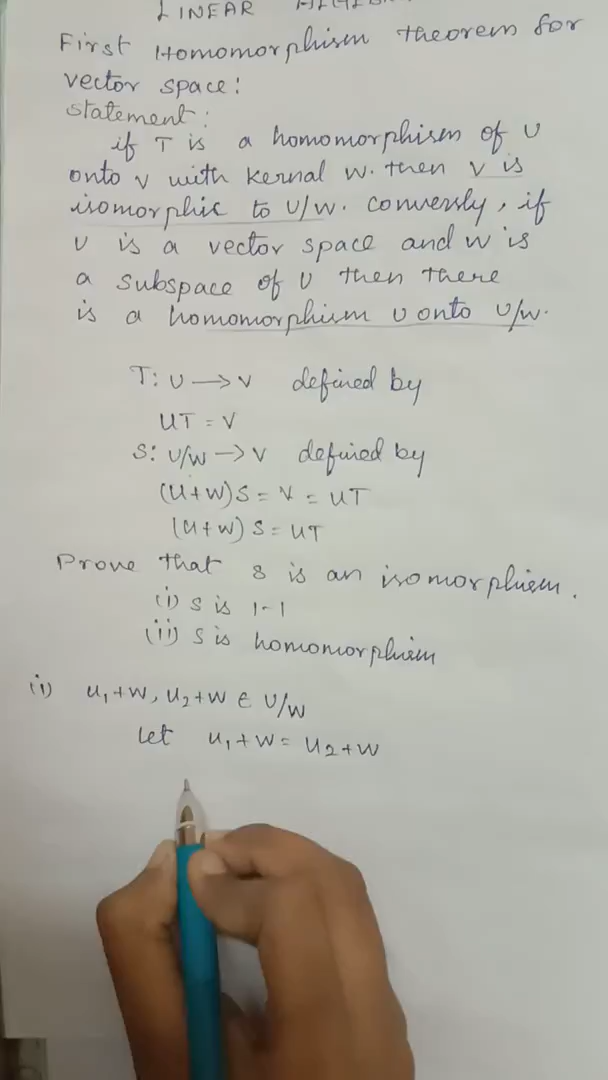 LINEAR
First Homomorphism theorem for
vector space:
Statement:
if T is a homomorphism of U
onto V with kernal W. then V is
isomorphic to U/W. conversly, if
U is a vector space and W is
a subspace of U then there
is a homomorphism U onto U/W.
T: U → V defined by
UT = V
S: U/W → V defined by
(U+W)S = V = UT
(U+W) S = UT
Prove that S is an isomorphism.
(i) S is 1-1
(ii) S is homomorphism
(i) u₁+W, u₂+W ∈ U/W
Let u₁+W = u₂+W